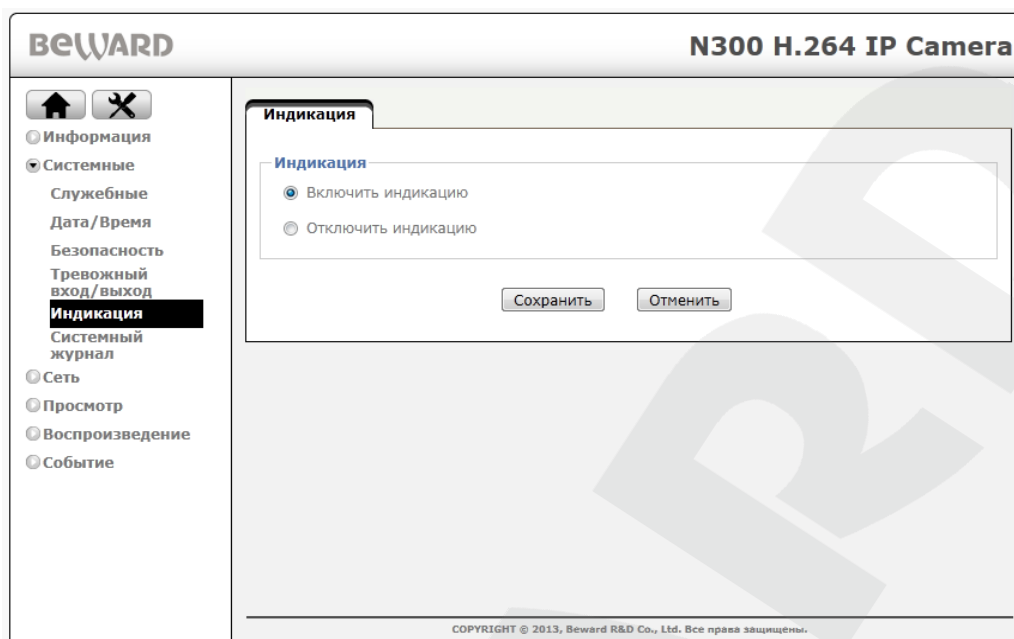 BEWARD
N300 H.264 IP Camera
Информация
Системные
Служебные
Дата/Время
Безопасность
Тревожный
вход/выход
Индикация
Системный
журнал
Сеть
Просмотр
Воспроизведение
Событие
Индикация
Индикация
Включить индикацию
Отключить индикацию
Сохранить
Отменить
COPYRIGHT © 2013, Beward R&D Co., Ltd. Все права защищены.